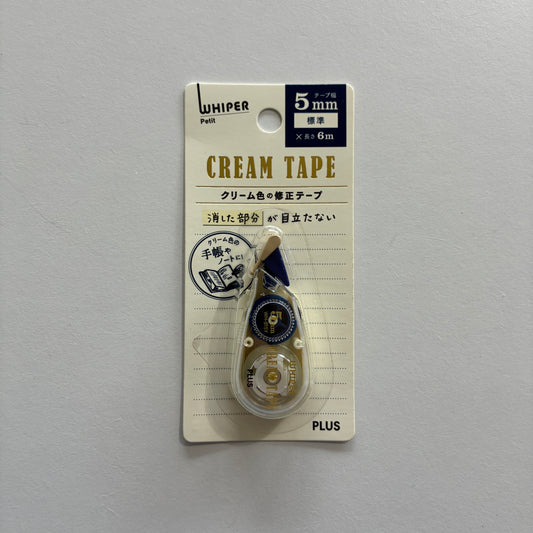 WHIPER
Petit
テープ幅
5mm
標準
×長さ6m
CREAM TAPE
クリーム色の修正テープ
消した部分が目立たない
クリーム色の
手帳や
ノートに!
5mm
PLUS
PLUS